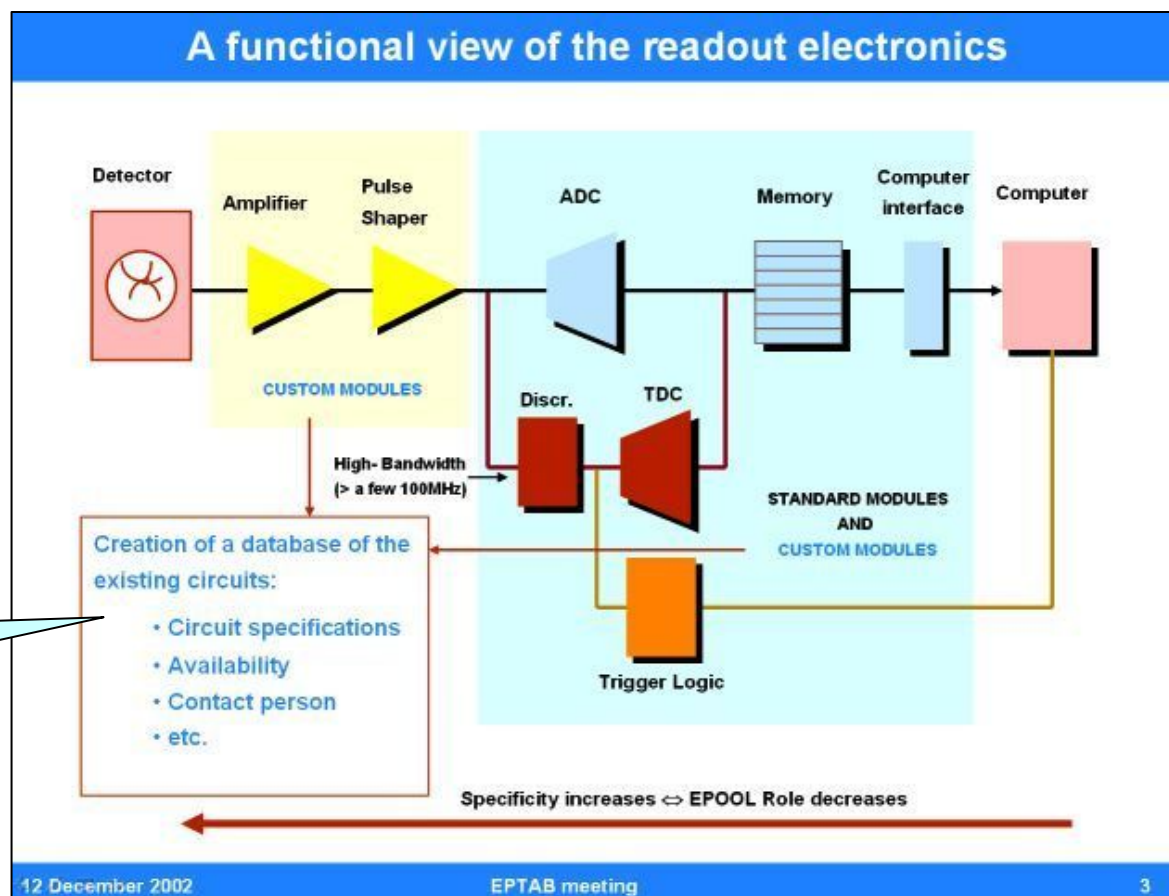 A functional view of the readout electronics
Detector
Amplifier
Pulse
Shaper
ADC
Memory
Computer
interface
Computer
CUSTOM MODULES
Discr.
TDC
High- Bandwidth
(> a few 100MHz)
STANDARD MODULES
AND
CUSTOM MODULES
Creation of a database of the
existing circuits:
• Circuit specifications
• Availability
• Contact person
• etc.
Trigger Logic
Specificity increases ⇔ EPOOL Role decreases
12 December 2002
EPTAB meeting
3